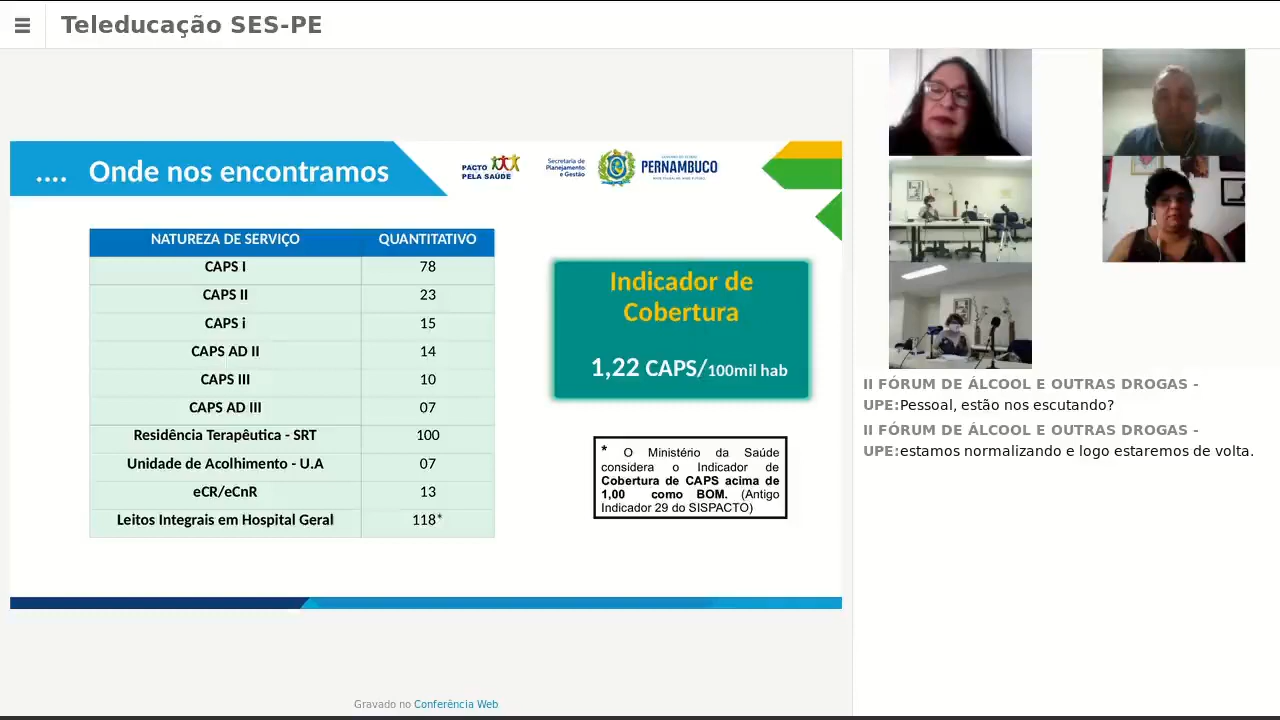 Teleducação SES-PE
.... Onde nos encontramos
PACTO
PELA SAÚDE
Secretaria de
Planejamento
e Gestão
PERNAMBUCO
NATUREZA DE SERVIÇO QUANTITATIVO
CAPS I 78
CAPS II 23
CAPS i 15
CAPS AD II 14
CAPS III 10
CAPS AD III 07
Residência Terapêutica - SRT 100
Unidade de Acolhimento - U.A 07
eCR/eCnR 13
Leitos Integrais em Hospital Geral 118*
Indicador de
Cobertura
1,22 CAPS/100mil hab
* O Ministério da Saúde
considera o Indicador de
Cobertura de CAPS acima de
1,00 como BOM. (Antigo
Indicador 29 do SISPACTO)
II FÓRUM DE ÁLCOOL E OUTRAS DROGAS -
UPE:Pessoal, estão nos escutando?
II FÓRUM DE ÁLCOOL E OUTRAS DROGAS -
UPE:estamos normalizando e logo estaremos de volta.
Gravado no Conferência Web